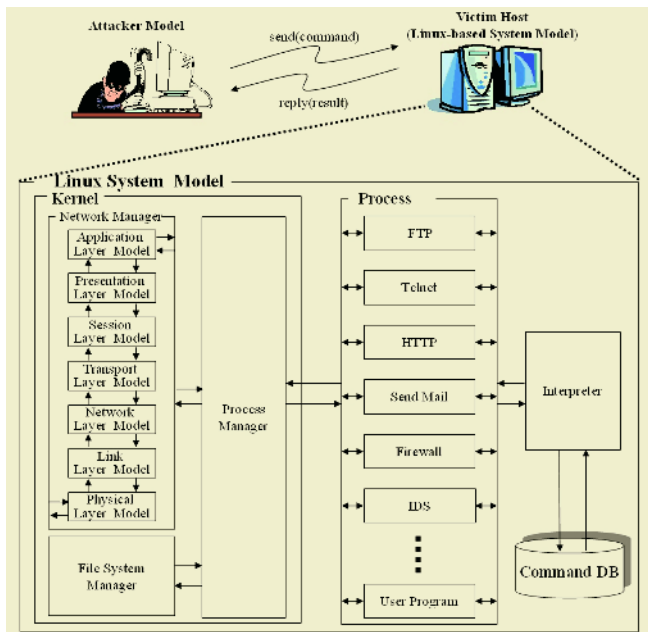 Attacker Model
send(command)
reply(result)
Victim Host
(Linux-based System Model)
Linux System Model
Kernel
Network Manager
Application
Layer Model
Presentation
Layer Model
Session
Layer Model
Transport
Layer Model
Network
Layer Model
Link
Layer Model
Physical
Layer Model
File System
Manager
Process
Manager
Process
FTP
Telnet
HTTP
Send Mail
Firewall
IDS
User Program
Interpreter
Command DB